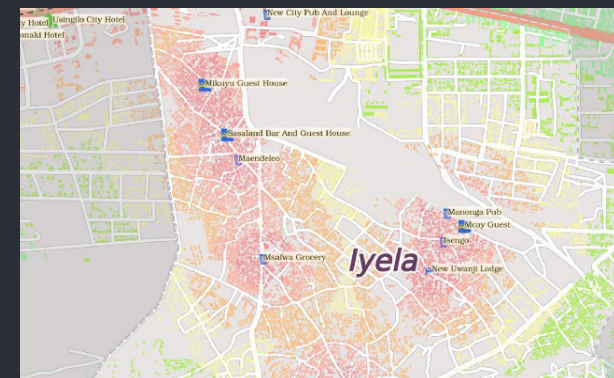 New City Pub And Lounge
Usingilo City Hotel
y Hotel
onaki Hotel
Mikuyu Guest House
Sasaland Bar And Guest House
Maendeleo
Manonga Pub
Mcay Guest
Isengo
Msafwa Grocery
Iyela
New Uwanji Lodge